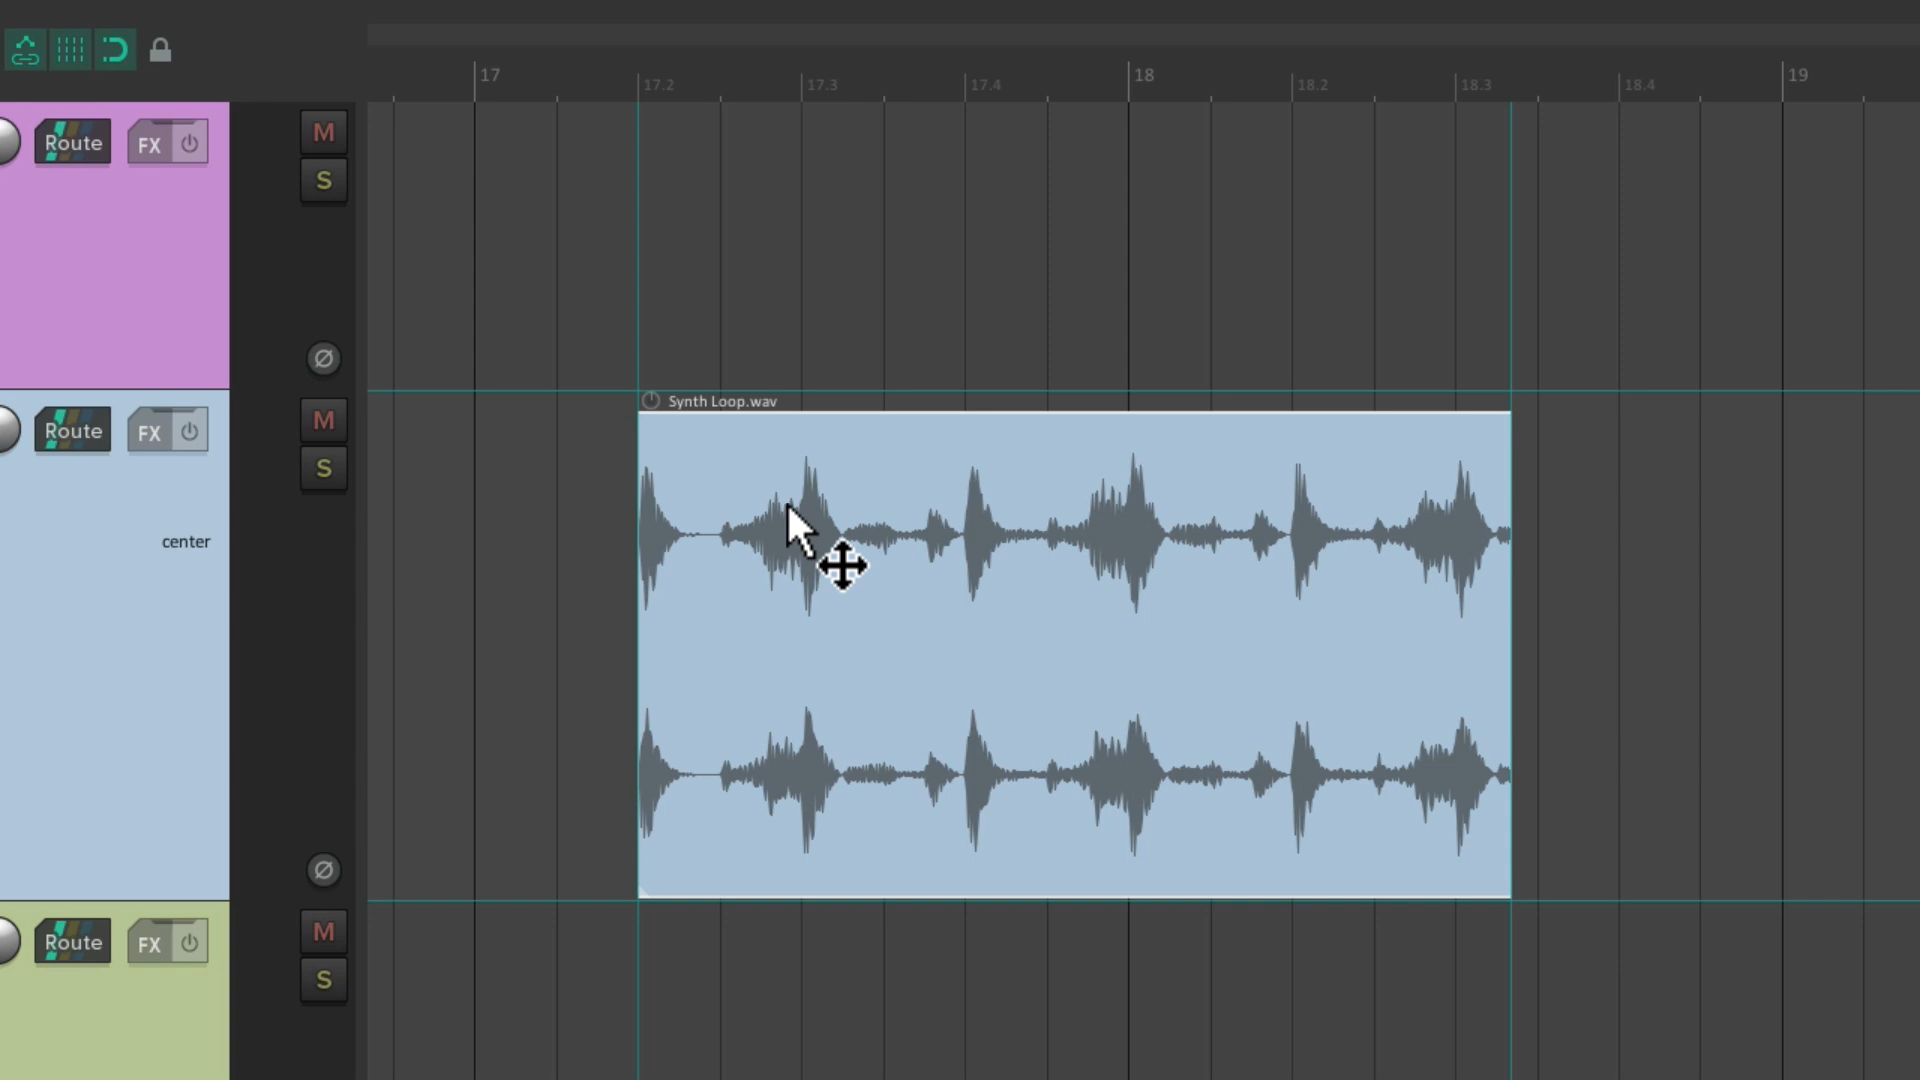 17 18 19
17.2 17.3 17.4 18.2 18.3 18.4
Route FX M
S
Ø
Synth Loop.wav
Route FX M
S
center
Ø
Route FX M
S